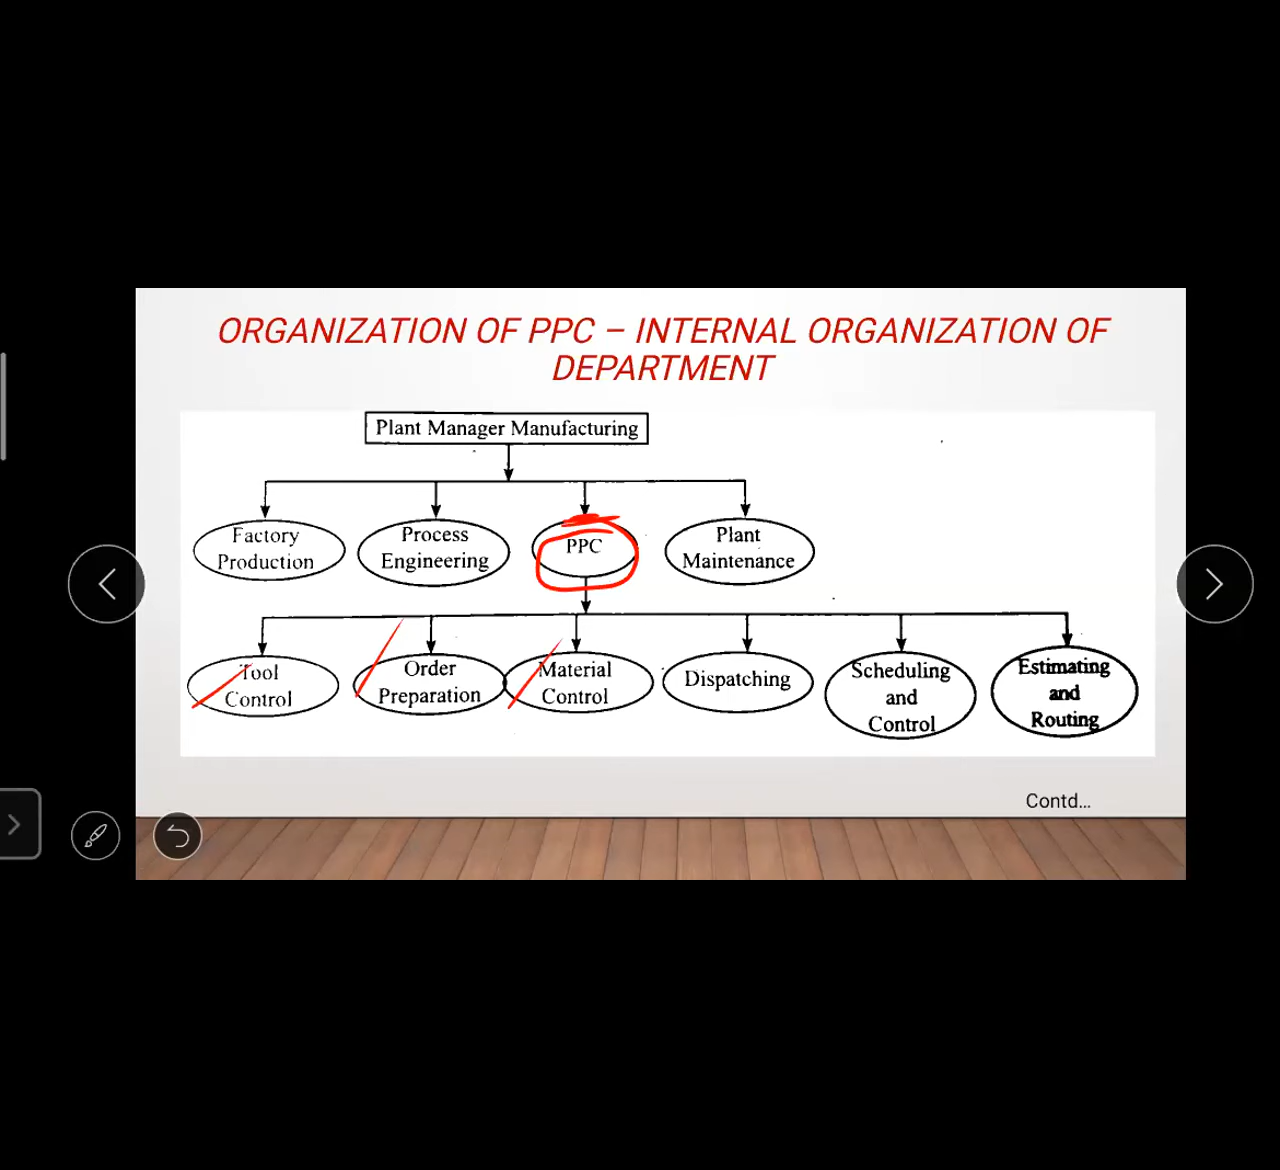 ORGANIZATION OF PPC – INTERNAL ORGANIZATION OF
DEPARTMENT
Plant Manager Manufacturing
Factory
Production
Process
Engineering
PPC
Plant
Maintenance
Tool
Control
Order
Preparation
Material
Control
Dispatching
Scheduling
and
Control
Estimating
and
Routing
Contd...